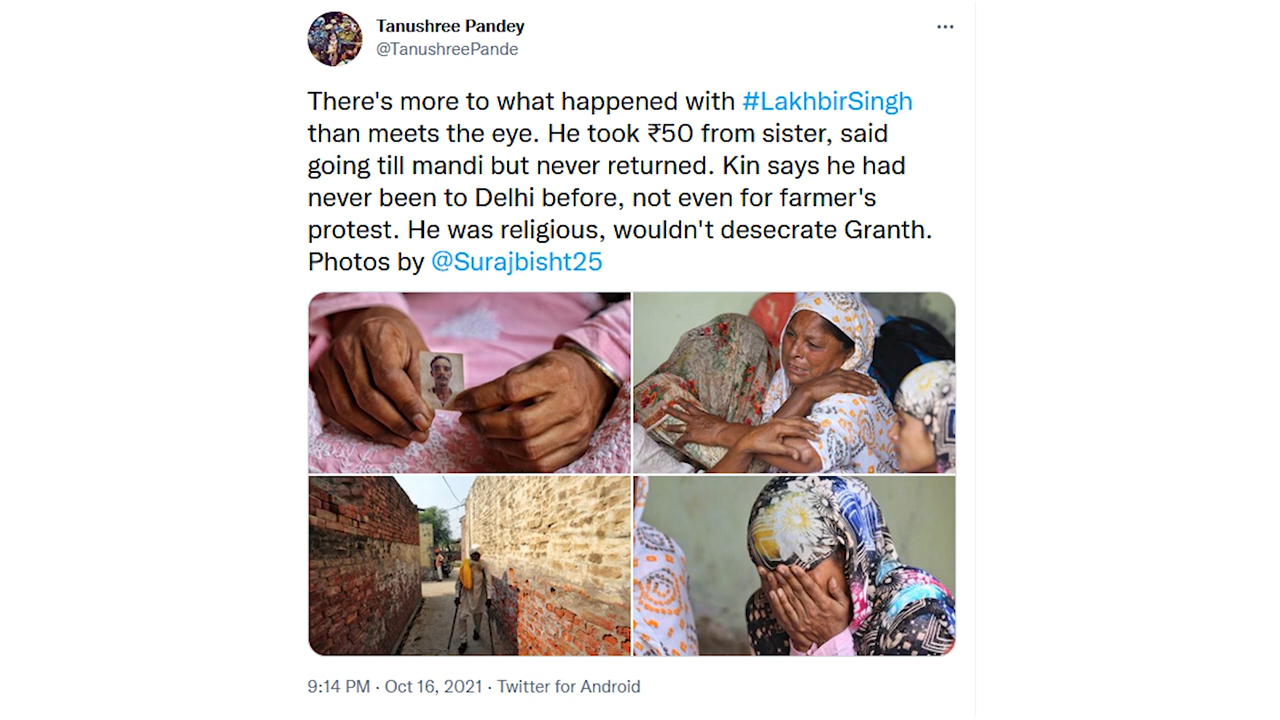 Tanushree Pandey
@TanushreePande
There's more to what happened with #LakhbirSingh
than meets the eye. He took ₹50 from sister, said
going till mandi but never returned. Kin says he had
never been to Delhi before, not even for farmer's
protest. He was religious, wouldn't desecrate Granth.
Photos by @Surajbisht25
9:14 PM · Oct 16, 2021 · Twitter for Android